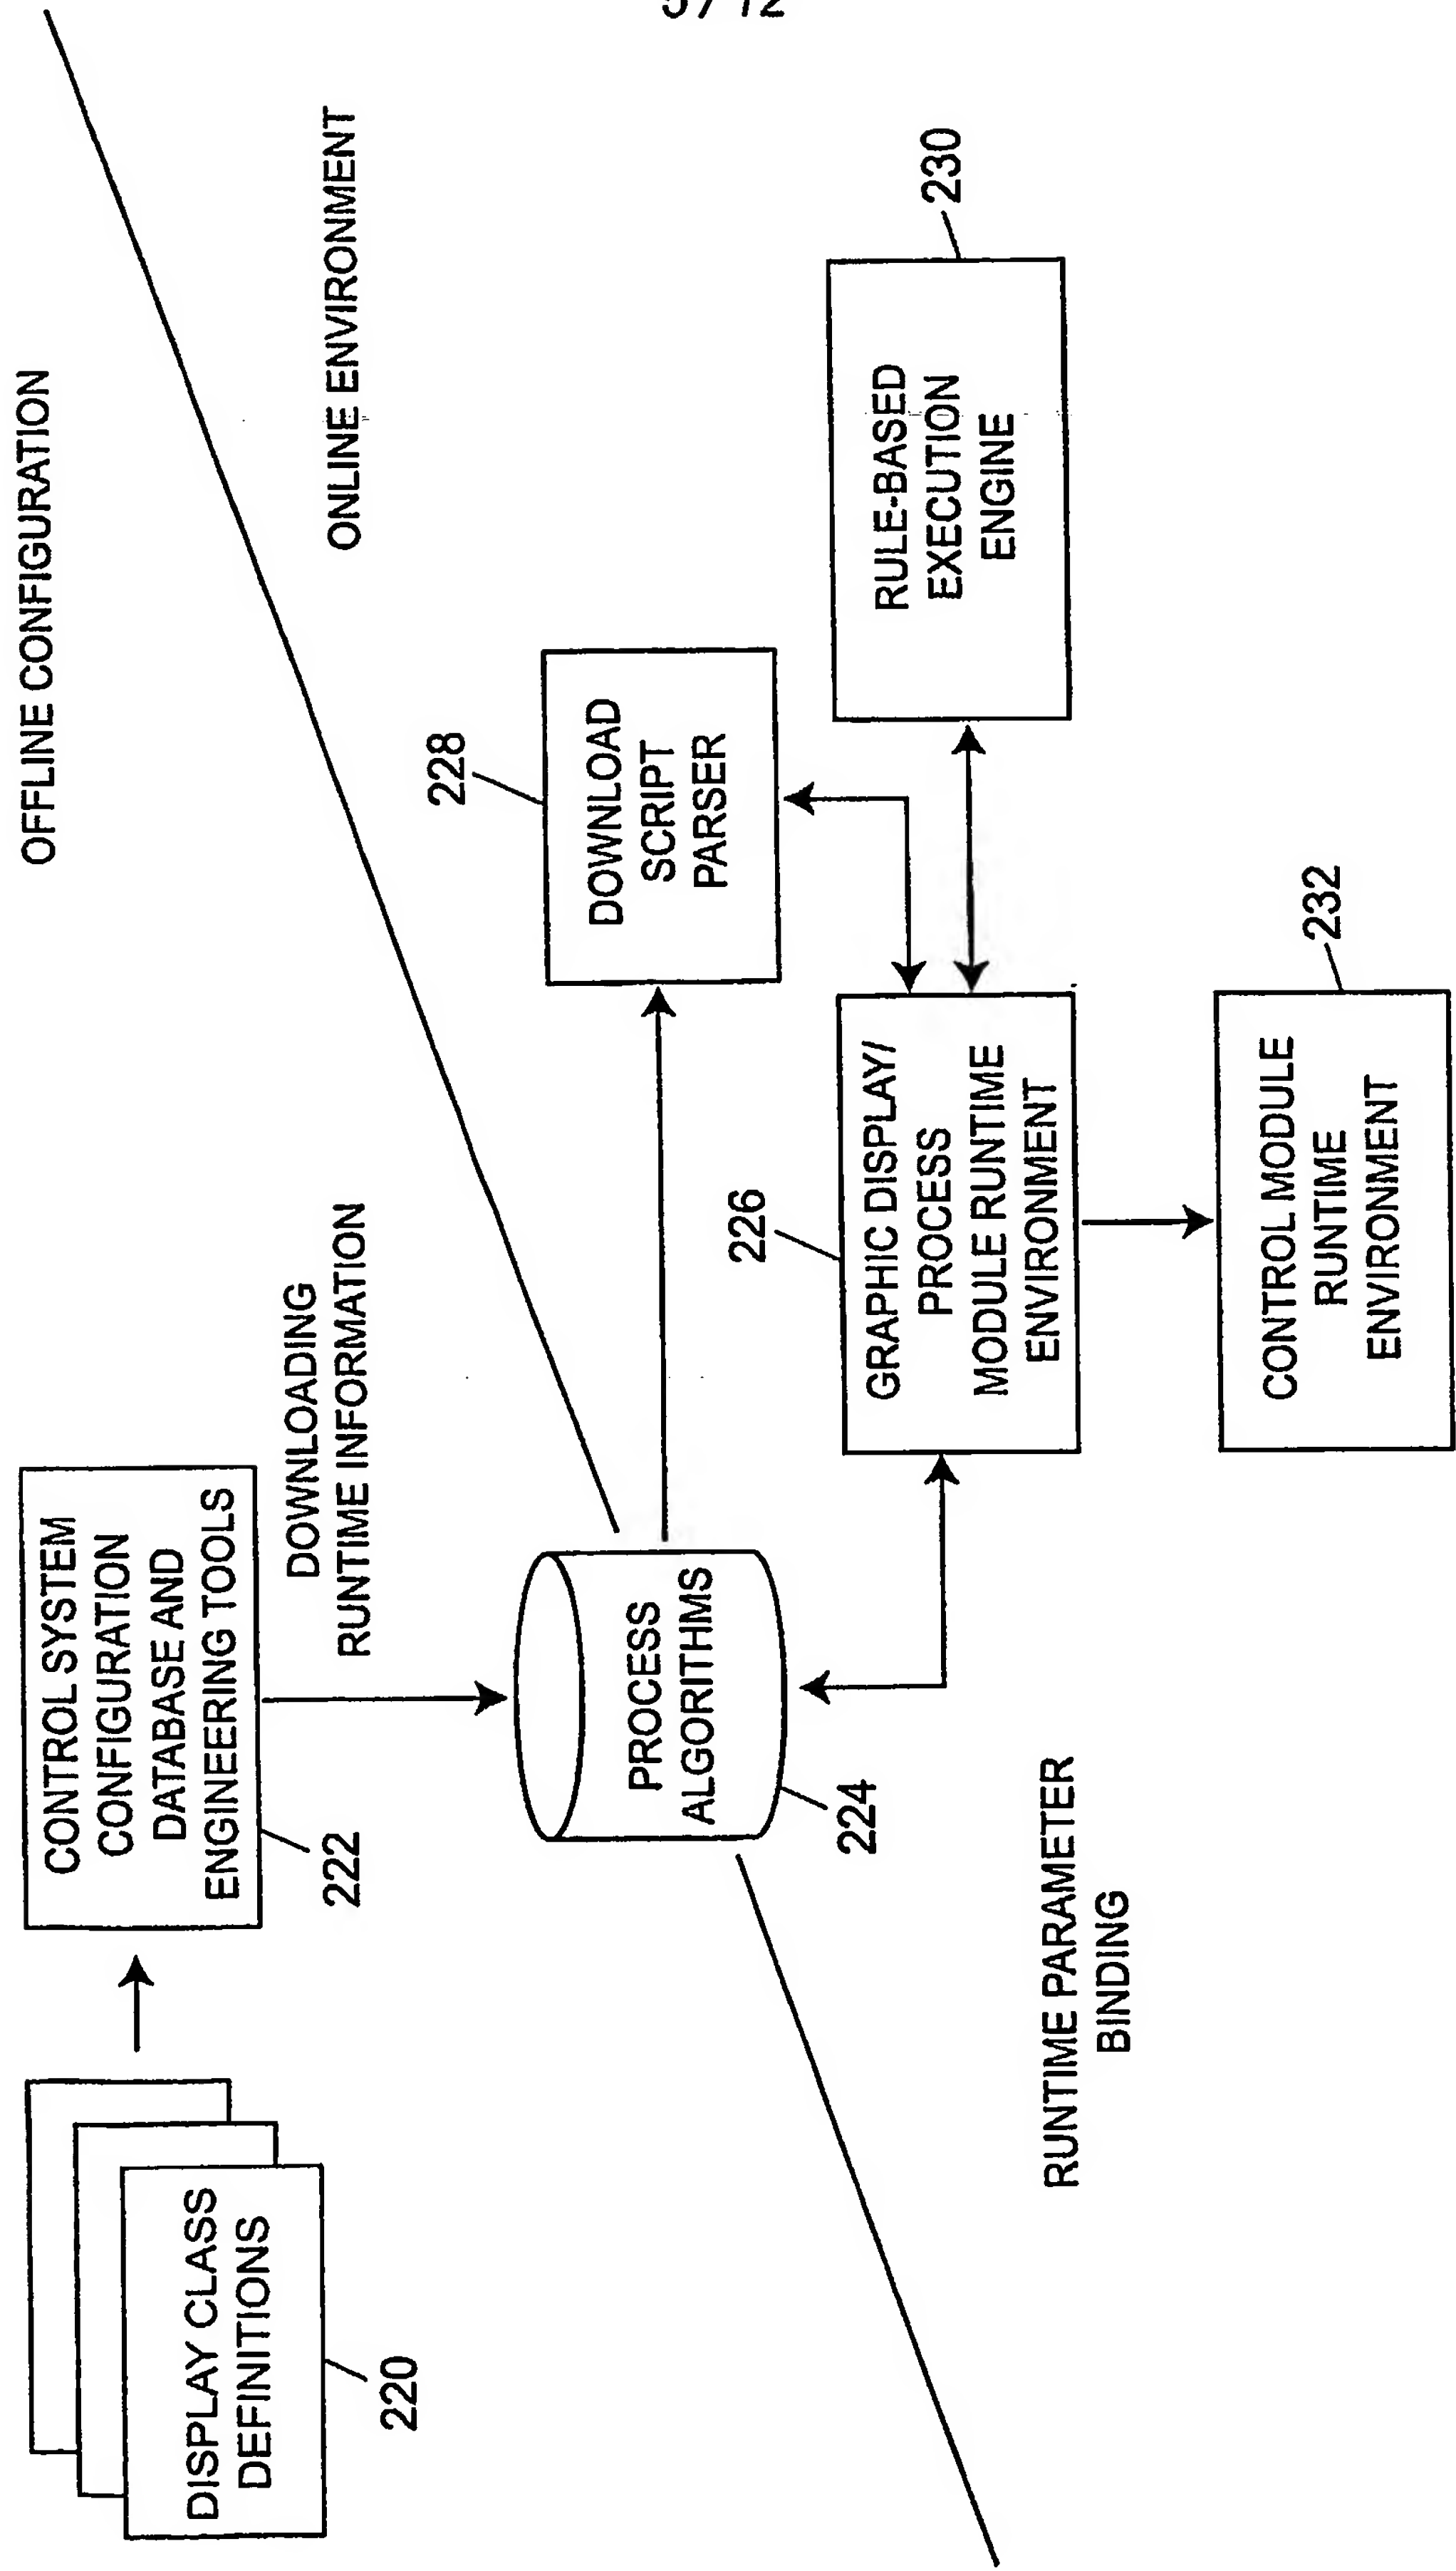 5 / 12
OFFLINE CONFIGURATION
ONLINE ENVIRONMENT
DISPLAY CLASS
DEFINITIONS
220
CONTROL SYSTEM
CONFIGURATION
DATABASE AND
ENGINEERING TOOLS
222
DOWNLOADING
RUNTIME INFORMATION
PROCESS
ALGORITHMS
224
228
DOWNLOAD
SCRIPT
PARSER
226
GRAPHIC DISPLAY/
PROCESS
MODULE RUNTIME
ENVIRONMENT
230
RULE-BASED
EXECUTION
ENGINE
RUNTIME PARAMETER
BINDING
232
CONTROL MODULE
RUNTIME
ENVIRONMENT